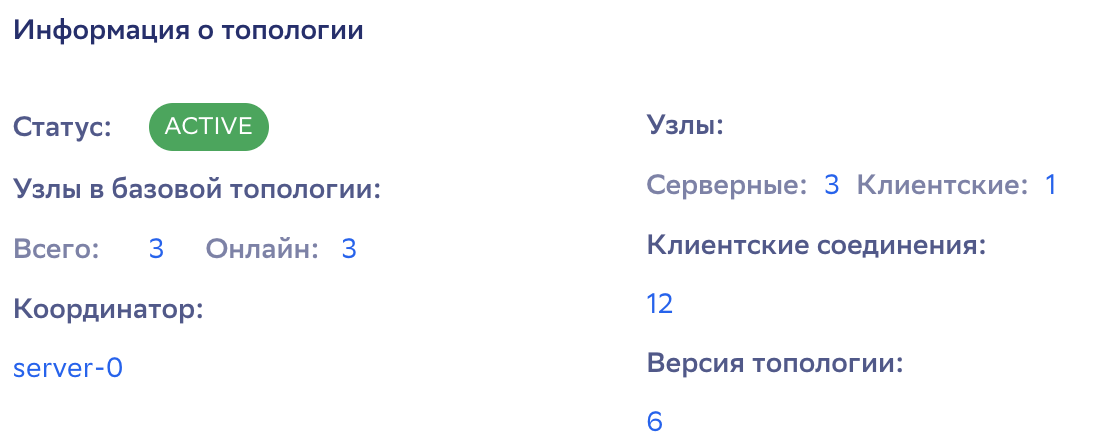 Информация о топологии
Статус: ACTIVE
Узлы в базовой топологии:
Всего: 3 Онлайн: 3
Координатор:
server-0
Узлы:
Серверные: 3 Клиентские: 1
Клиентские соединения:
12
Версия топологии:
6